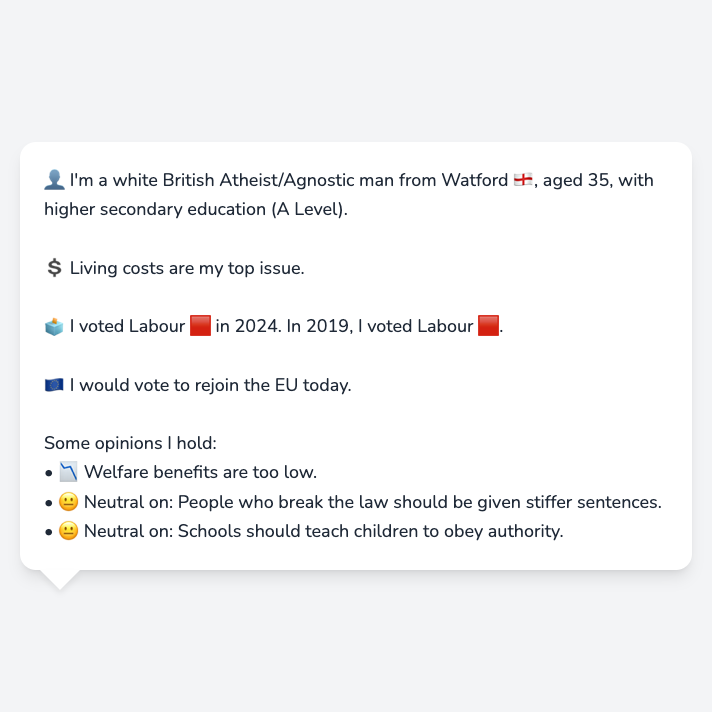 👤 I'm a white British Atheist/Agnostic man from Watford 🏴󠁧󠁢󠁥󠁮󠁧󠁿, aged 35, with
higher secondary education (A Level).
💲 Living costs are my top issue.
🗳️ I voted Labour 🟥 in 2024. In 2019, I voted Labour 🟥.
🇪🇺 I would vote to rejoin the EU today.
Some opinions I hold:
• 📉 Welfare benefits are too low.
• 😐 Neutral on: People who break the law should be given stiffer sentences.
• 😐 Neutral on: Schools should teach children to obey authority.